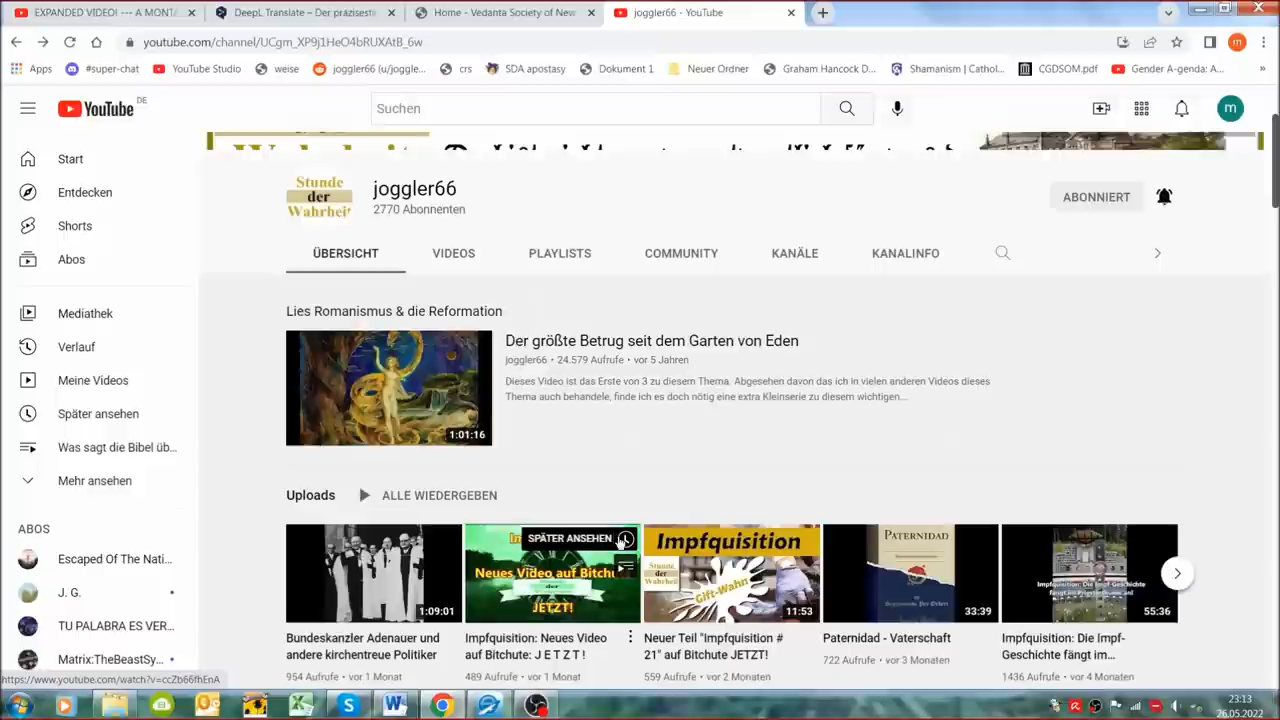 EXPANDED VIDEO! --- A MONTA
DeepL Translate – Der präziseste
Home - Vedanta Society of New
joggler66 - YouTube
youtube.com/channel/UCgm_XP9j1HeO4bRUXAtB_6w
Apps
#super-chat
YouTube Studio
weise
joggler66 (u/joggle...
crs
SDA apostasy
Dokument 1
Neuer Ordner
Graham Hancock D...
Shamanism | Cathol...
CGDSOM.pdf
Gender A-genda: A...
»
YouTube DE
Suchen
m
m
Start
Entdecken
Shorts
Abos
Mediathek
Verlauf
Meine Videos
Später ansehen
Was sagt die Bibel üb...
Mehr ansehen
ABOS
Escaped Of The Nati...
J. G.
TU PALABRA ES VER...
Matrix:TheBeastSy...
Stunde
der
Wahrheit
joggler66
2770 Abonnenten
ABONNIERT
ÜBERSICHT
VIDEOS
PLAYLISTS
COMMUNITY
KANÄLE
KANALINFO
Lies Romanismus & die Reformation
1:01:16
Der größte Betrug seit dem Garten von Eden
joggler66 • 24.579 Aufrufe • vor 5 Jahren
Dieses Video ist das Erste von 3 zu diesem Thema. Abgesehen davon das ich in vielen anderen Videos dieses
Thema auch behandele, finde ich es doch nötig eine extra Kleinserie zu diesem wichtigen...
Uploads
ALLE WIEDERGEBEN
1:09:01
Bundeskanzler Adenauer und
andere kirchentreue Politiker
954 Aufrufe • vor 1 Monat
SPÄTER ANSEHEN
Neues Video auf Bitchu
der
JETZT!
Impfquisition: Neues Video
auf Bitchute: J E T Z T !
489 Aufrufe • vor 1 Monat
Impfquisition
Stunde
der
Wahrheit
Gift-Wahn
11:53
Neuer Teil "Impfquisition #
21" auf Bitchute JETZT!
559 Aufrufe • vor 2 Monaten
PATERNIDAD
33:39
Paternidad - Vaterschaft
722 Aufrufe • vor 3 Monaten
Impfquisition: Die Impf-Geschichte
55:36
Impfquisition: Die Impf-
Geschichte fängt im...
1436 Aufrufe • vor 4 Monaten
https://www.youtube.com/watch?v=ccZb66fhEnA
23:13
26.05.2022